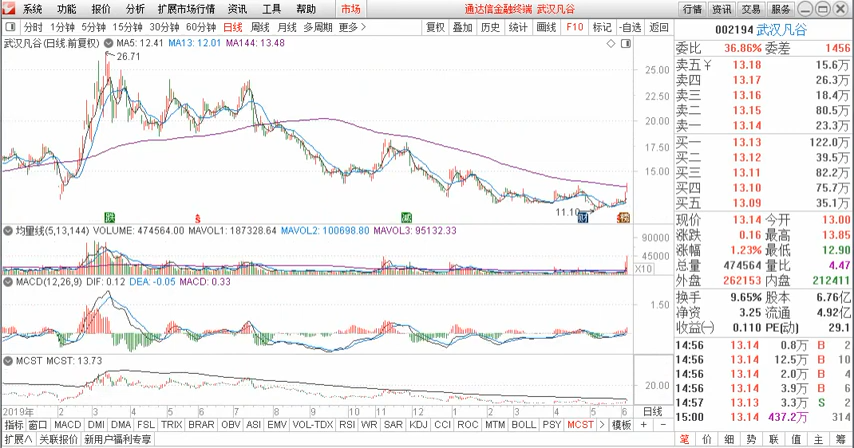 系统 功能 报价 分析 扩展市场行情 资讯 工具 帮助 市场 通达信金融终端 武汉凡谷 行情 资讯 交易 服务
分时 1分钟 5分钟 15分钟 30分钟 60分钟 日线 周线 月线 多周期 更多> 复权 叠加 历史 统计 画线 F10 标记 -自选 返回
武汉凡谷(日线.前复权) MA5: 12.41 MA13: 12.01 MA144: 13.48
26.71
25.00
22.50
20.00
17.50
15.00
11.10
减
财
均量线(5,13,144) VOLUME: 474564.00 MAVOL1: 187328.64 MAVOL2: 100698.80 MAVOL3: 95132.33
90000
45000
X10
MACD(12,26,9) DIF: 0.12 DEA: -0.05 MACD: 0.33
1.50
0.00
MCST MCST: 13.73
20.00
2019年 2 3 4 5 6 7 8 9 10 11 12 1 2 3 4 5 6 日线
指标 窗口 MACD DMI DMA FSL TRIX BRAR OBV ASI EMV VOL-TDX RSI WR SAR KDJ CCI ROC MTM BOLL PSY MCST > 模板 + -
扩展∧ 关联报价 新用户福利专享
002194 武汉凡谷
委比 36.86% 委差 1456
卖五 ¥ 13.18 15.6万
卖四 13.17 26.3万
卖三 13.16 18.4万
卖二 13.15 80.5万
卖一 13.14 23.3万
买一 13.13 122.0万
买二 13.12 39.5万
买三 13.11 82.2万
买四 13.10 75.7万
买五 13.09 35.1万
现价 13.14 今开 13.00
涨跌 0.16 最高 13.85
涨幅 1.23% 最低 12.90
总量 474564 量比 4.47
外盘 262153 内盘 212411
换手 9.65% 股本 6.76亿
净资 3.25 流通 4.92亿
收益㈠ 0.110 PE(动) 29.1
14:56 13.14 0.8万 B 2
14:56 13.14 12.5万 B 10
14:56 13.14 2.0万 B 4
14:56 13.14 3.9万 B 6
14:57 13.13 3.3万 S 2
15:00 13.14 437.2万 314
笔 价 细 势 联 值 主 筹